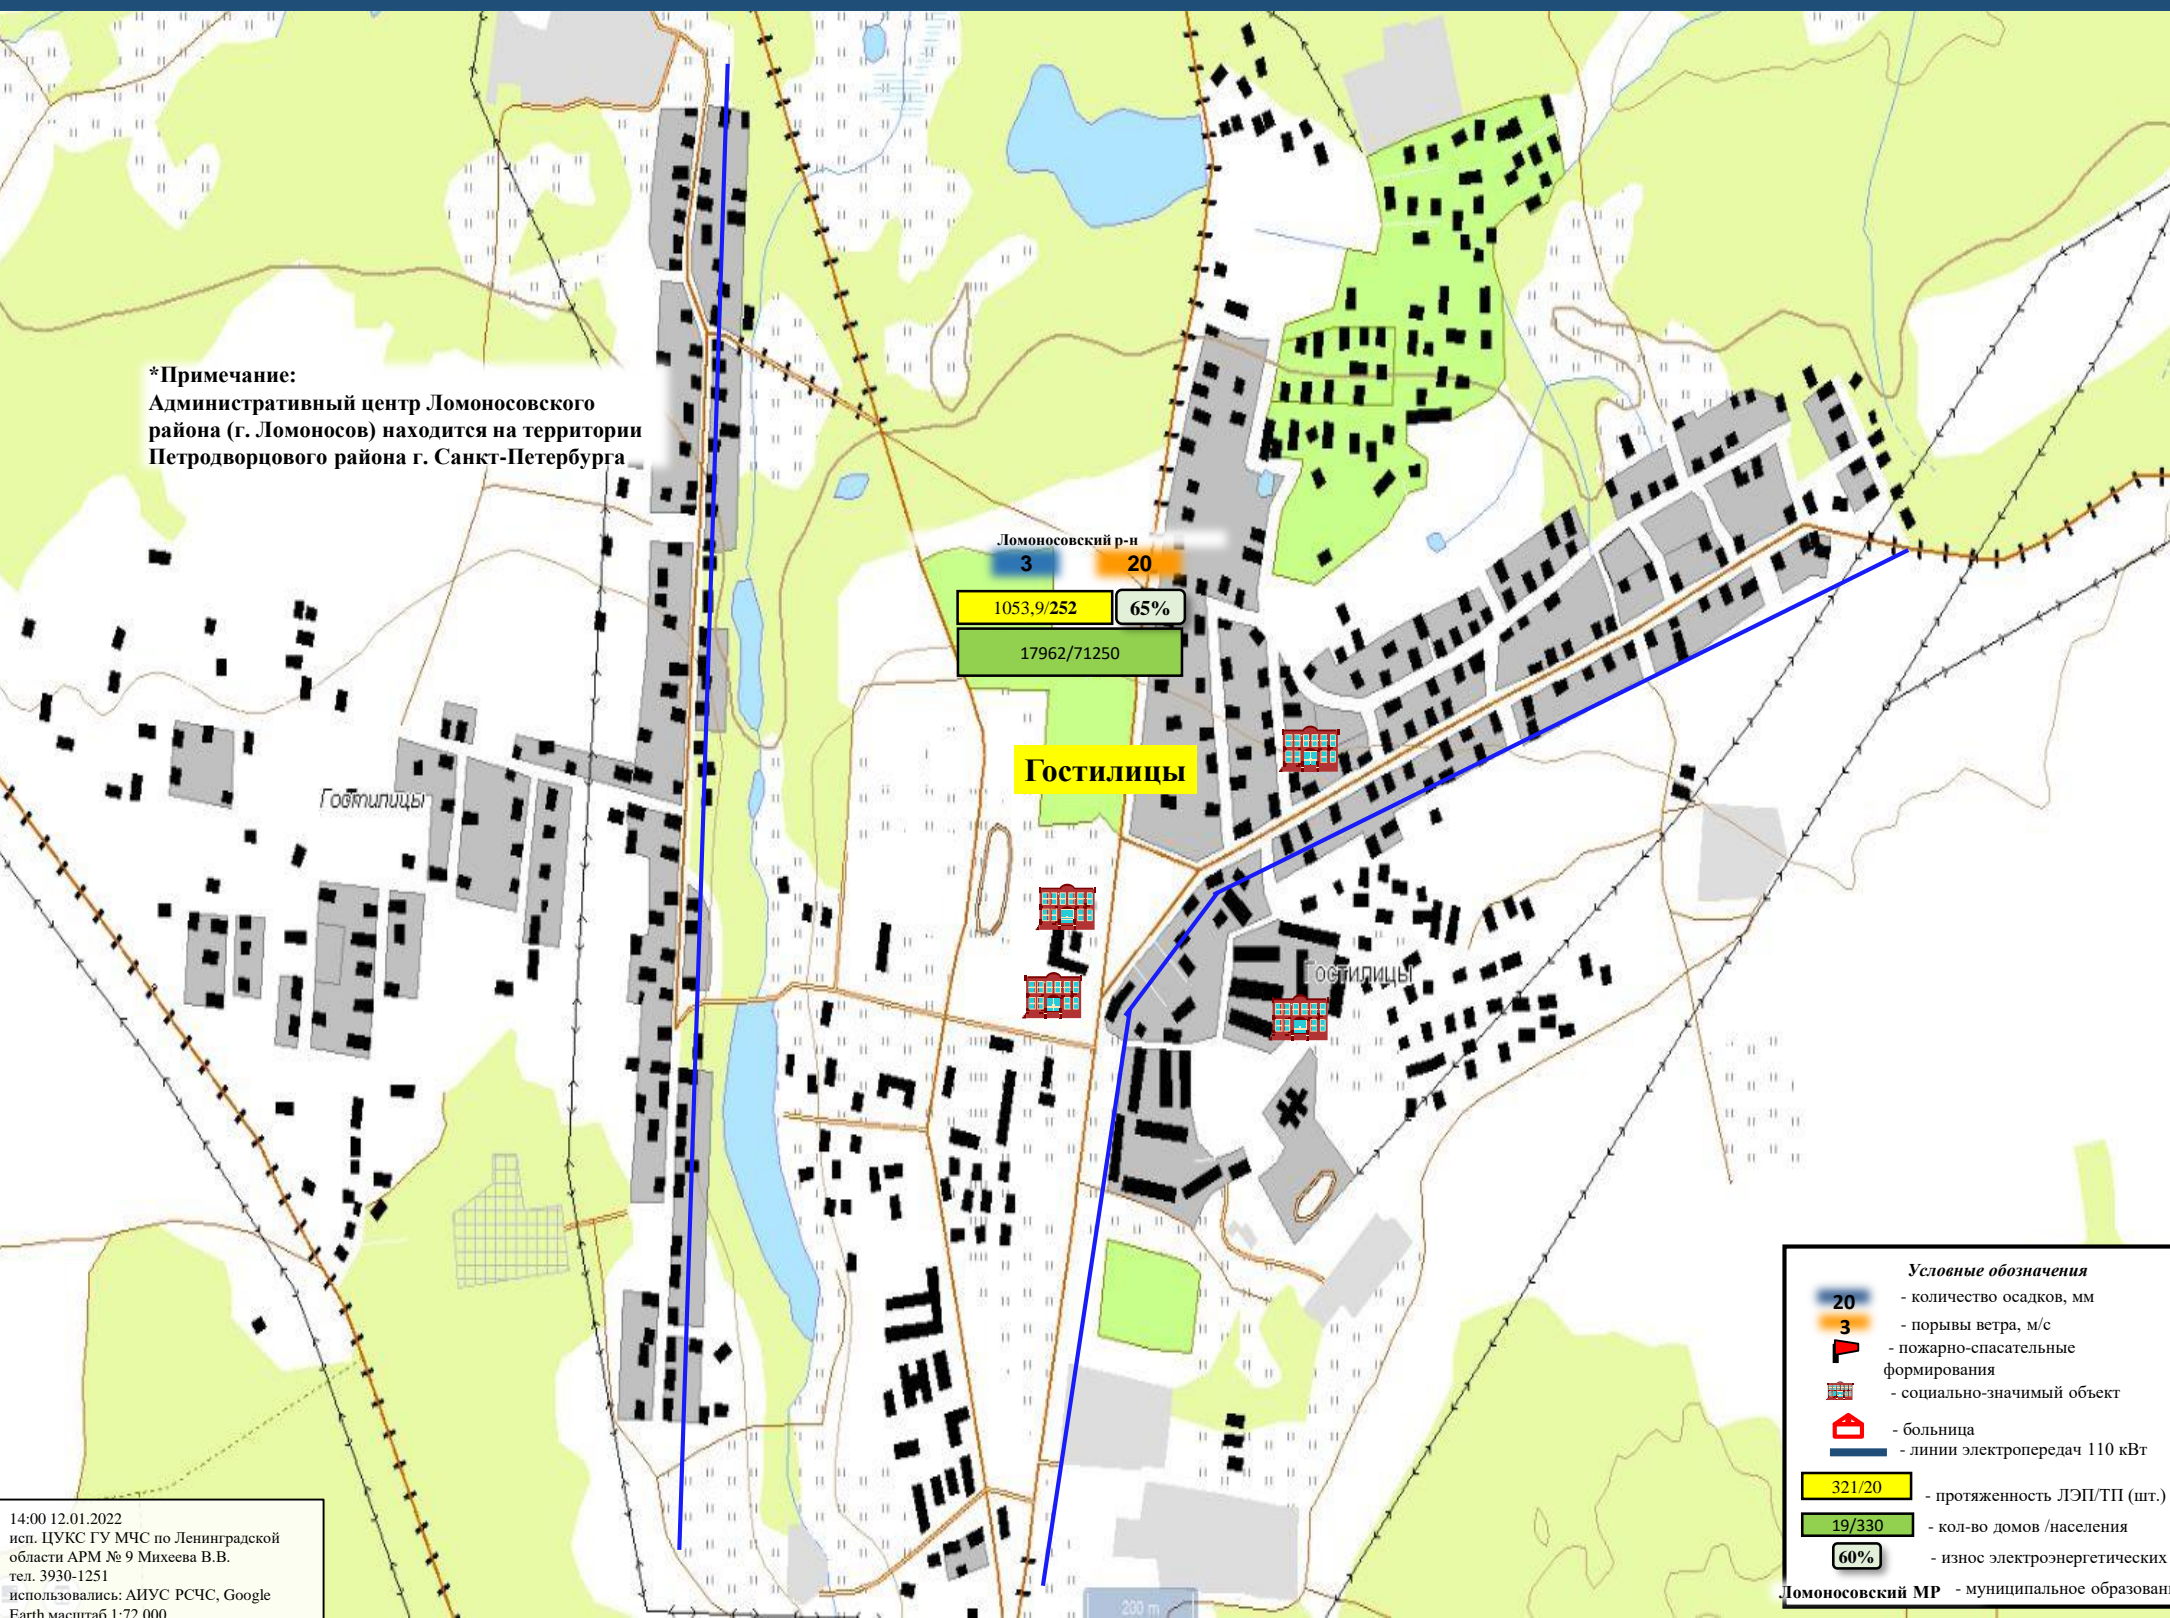 *Примечание:
Административный центр Ломоносовского
района (г. Ломоносов) находится на территории
Петродворцового района г. Санкт-Петербурга
Ломоносовский р-н
3 20
1053,9/252 65%
17962/71250
Гостилицы
Гостилицы
Гостилицы
Условные обозначения
20 - количество осадков, мм
3 - порывы ветра, м/с
- пожарно-спасательные
формирования
- социально-значимый объект
- больница
- линии электропередач 110 кВт
321/20 - протяженность ЛЭП/ТП (шт.)
19/330 - кол-во домов /населения
60% - износ электроэнергетических
Ломоносовский МР - муниципальное
14:00 12.01.2022
исп. ЦУКС ГУ МЧС по Ленинградской
области АРМ № 9 Михеева В.В.
тел. 3930-1251
использовались: АИУС РСЧС, Google
Earth масштаб 1:72 000
200 m